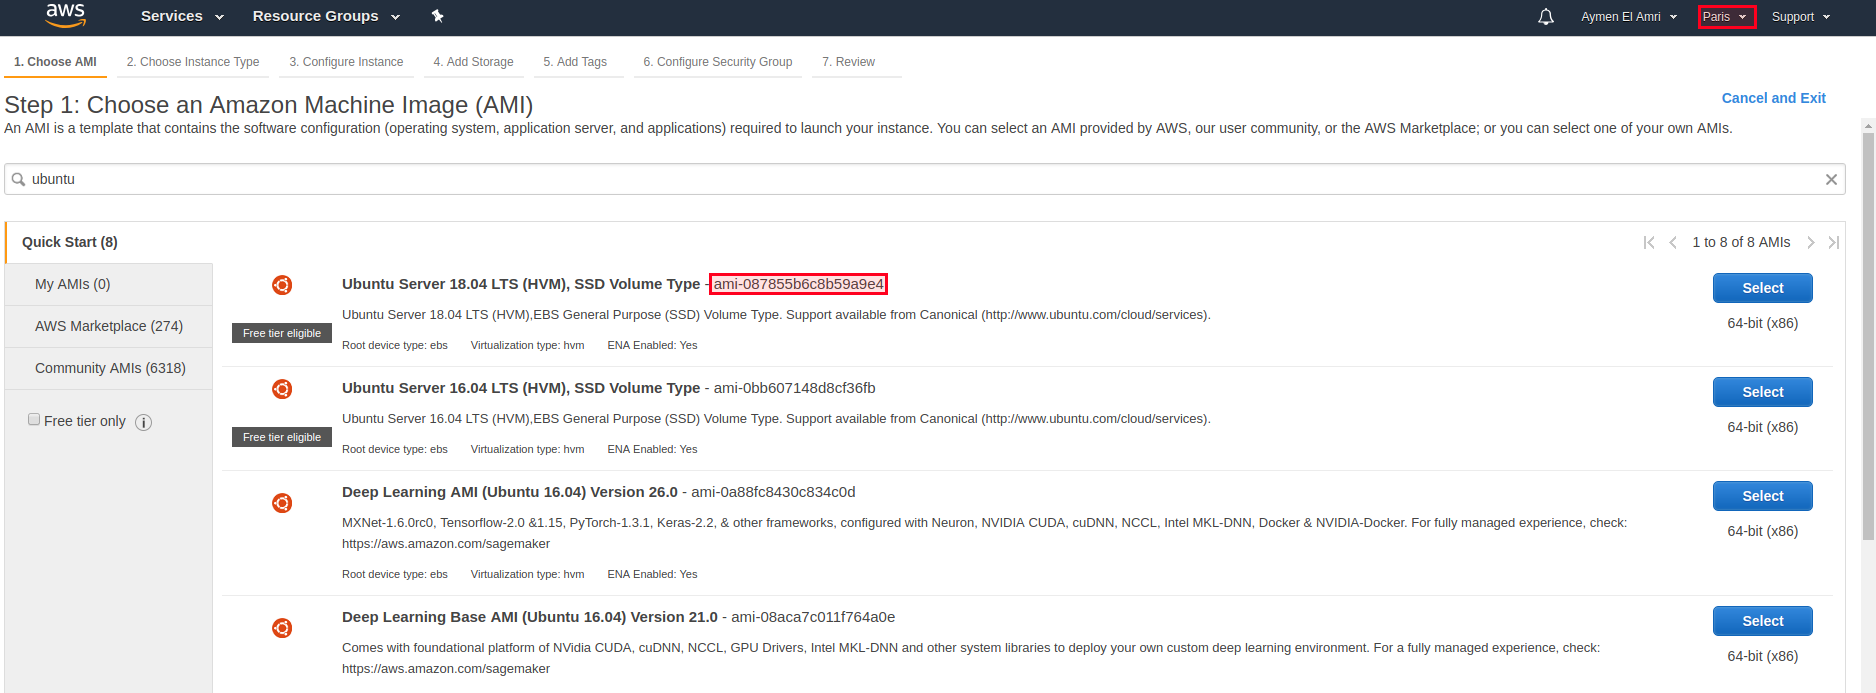 aws Services Resource Groups Aymen El Amri Paris Support
1. Choose AMI 2. Choose Instance Type 3. Configure Instance 4. Add Storage 5. Add Tags 6. Configure Security Group 7. Review
Step 1: Choose an Amazon Machine Image (AMI)
Cancel and Exit
An AMI is a template that contains the software configuration (operating system, application server, and applications) required to launch your instance. You can select an AMI provided by AWS, our user community, or the AWS Marketplace; or you can select one of your own AMIs.
ubuntu
Quick Start (8)
1 to 8 of 8 AMIs
My AMIs (0)
AWS Marketplace (274)
Community AMIs (6318)
Free tier only
Ubuntu Server 18.04 LTS (HVM), SSD Volume Type - ami-087855b6c8b59a9e4
Select
Ubuntu Server 18.04 LTS (HVM),EBS General Purpose (SSD) Volume Type. Support available from Canonical (http://www.ubuntu.com/cloud/services).
64-bit (x86)
Free tier eligible
Root device type: ebs Virtualization type: hvm ENA Enabled: Yes
Ubuntu Server 16.04 LTS (HVM), SSD Volume Type - ami-0bb607148d8cf36fb
Select
Ubuntu Server 16.04 LTS (HVM),EBS General Purpose (SSD) Volume Type. Support available from Canonical (http://www.ubuntu.com/cloud/services).
64-bit (x86)
Free tier eligible
Root device type: ebs Virtualization type: hvm ENA Enabled: Yes
Deep Learning AMI (Ubuntu 16.04) Version 26.0 - ami-0a88fc8430c834c0d
Select
MXNet-1.6.0rc0, Tensorflow-2.0 &1.15, PyTorch-1.3.1, Keras-2.2, & other frameworks, configured with Neuron, NVIDIA CUDA, cuDNN, NCCL, Intel MKL-DNN, Docker & NVIDIA-Docker. For fully managed experience, check:
https://aws.amazon.com/sagemaker
64-bit (x86)
Root device type: ebs Virtualization type: hvm ENA Enabled: Yes
Deep Learning Base AMI (Ubuntu 16.04) Version 21.0 - ami-08aca7c011f764a0e
Select
Comes with foundational platform of NVidia CUDA, cuDNN, NCCL, GPU Drivers, Intel MKL-DNN and other system libraries to deploy your own custom deep learning environment. For a fully managed experience, check:
https://aws.amazon.com/sagemaker
64-bit (x86)